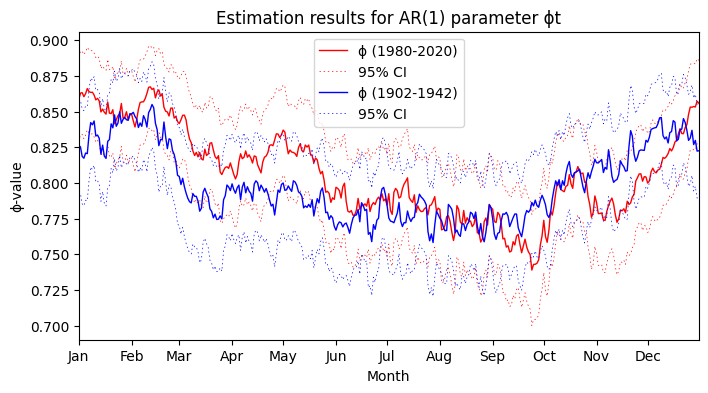 Estimation results for AR(1) parameter ϕt
ϕ (1980-2020)
95% CI
ϕ (1902-1942)
95% CI
ϕ-value
0.900
0.875
0.850
0.825
0.800
0.775
0.750
0.725
0.700
Jan Feb Mar Apr May Jun Jul Aug Sep Oct Nov Dec
Month